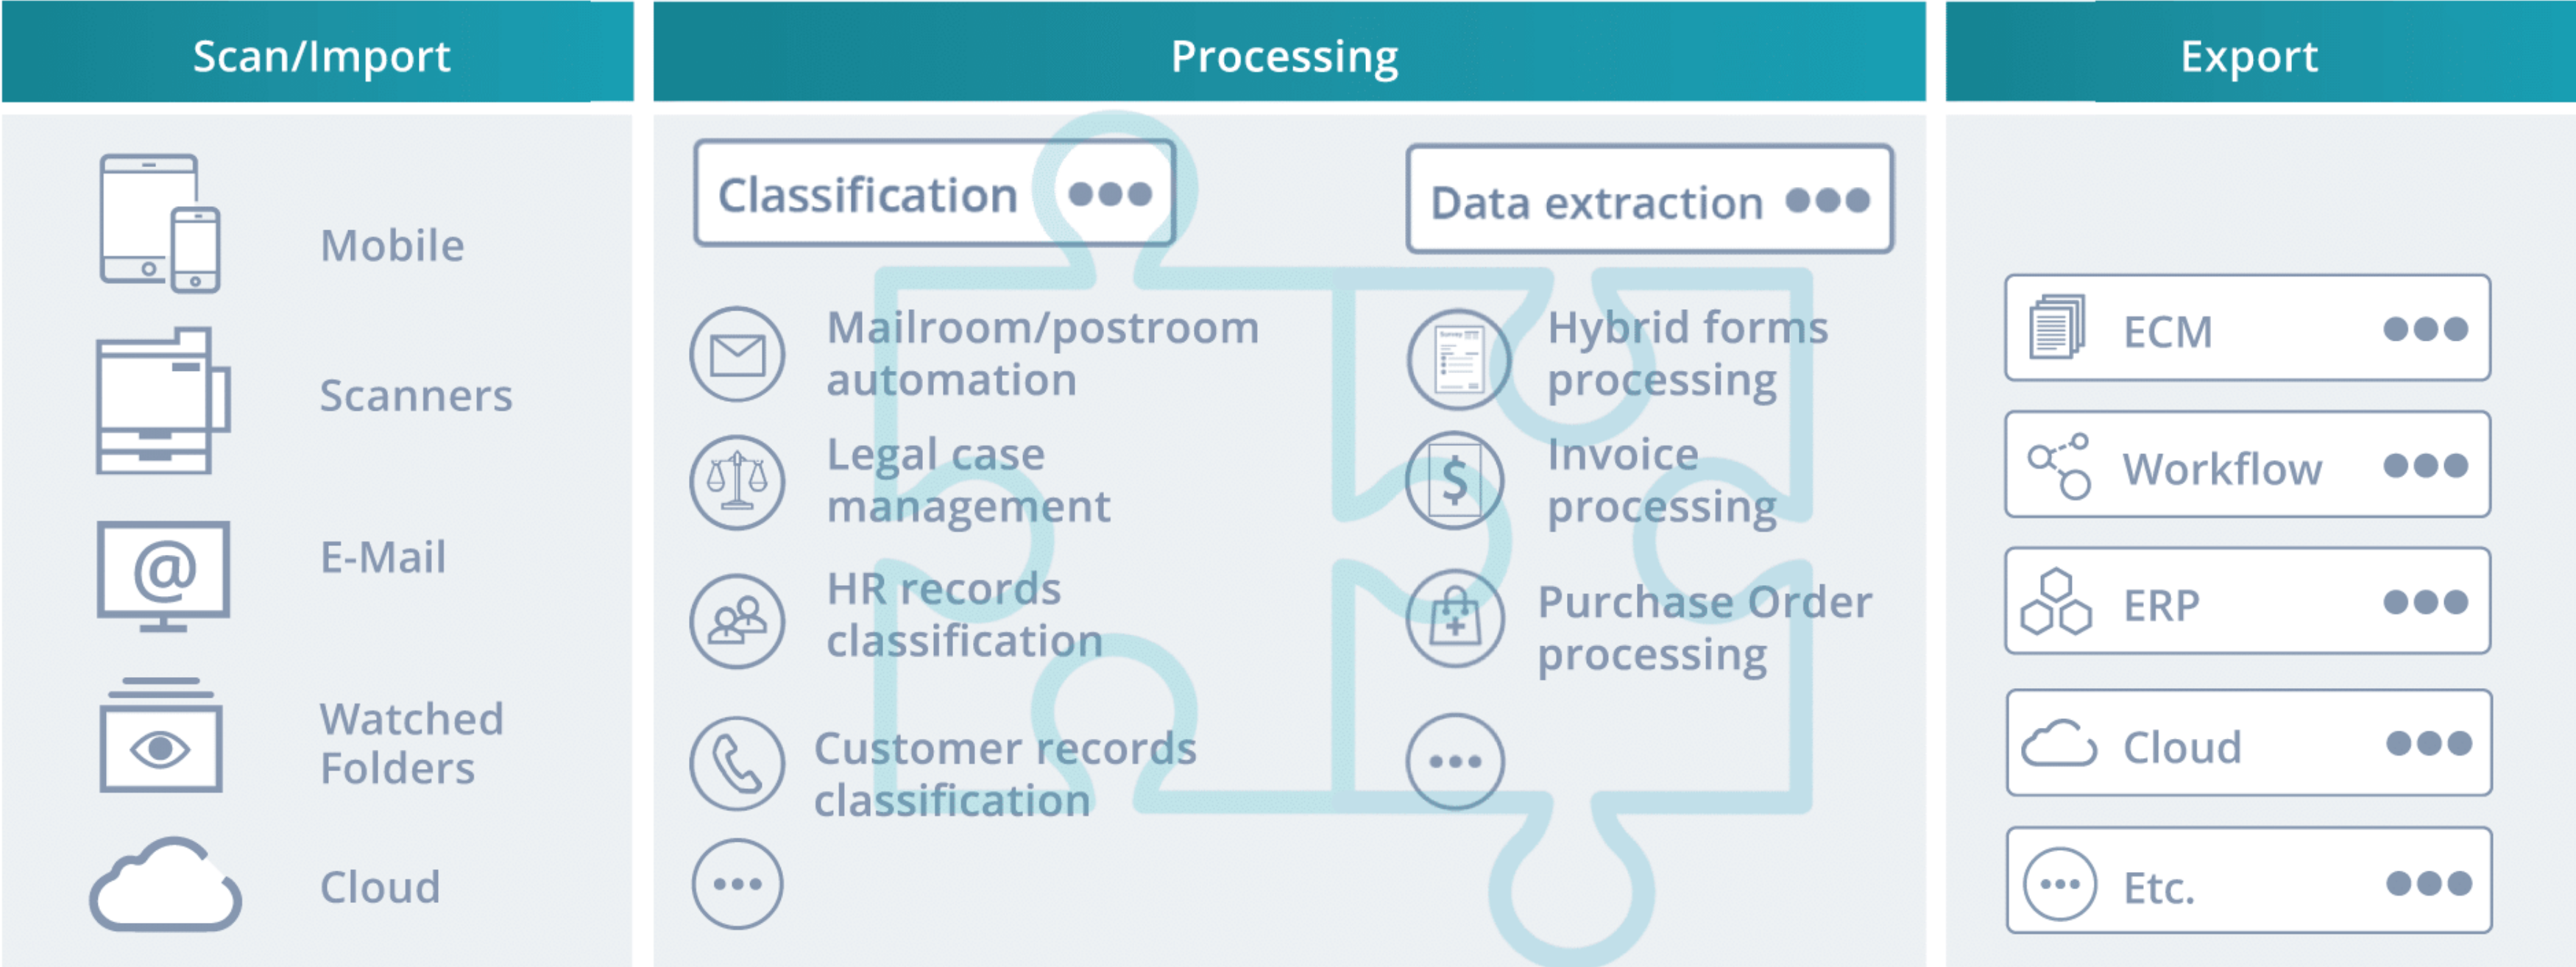 Scan/Import
Mobile
Scanners
@
E-Mail
Watched
Folders
Cloud
Processing
Classification
Mailroom/postroom
automation
Legal case
management
HR records
classification
Customer records
classification
Data extraction
Survey
Hybrid forms
processing
$
Invoice
processing
Purchase Order
processing
Export
ECM
Workflow
ERP
Cloud
Etc.